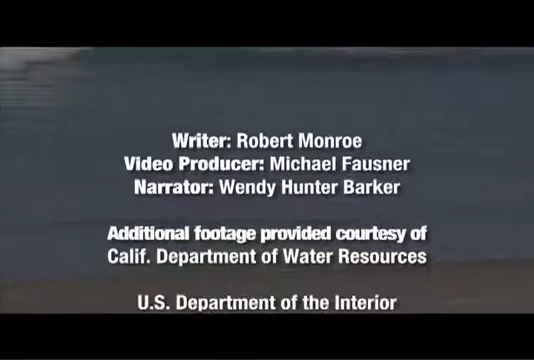 Writer: Robert Monroe
Video Producer: Michael Fausner
Narrator: Wendy Hunter Barker
Additional footage provided courtesy of
Calif. Department of Water Resources
U.S. Department of the Interior